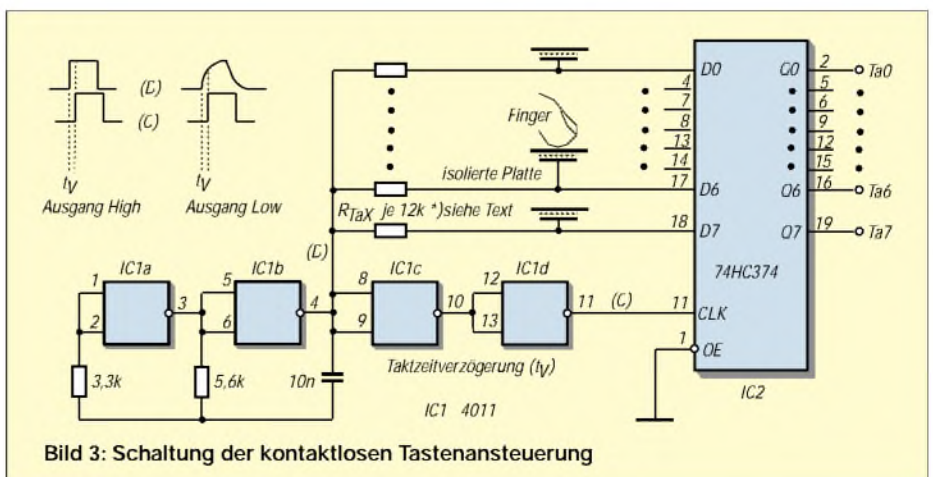 (D)
(C)
tV
tV
Ausgang High
Ausgang Low
Finger
isolierte Platte
RTaX je 12k *)siehe Text
(D)
D0
4
7
8
13
14
17 D6
18 D7
O0 2 Ta0
5
6
9
12
15
O6 16 Ta6
O7 19 Ta7
74HC374
11 CLK
1 OE
IC2
IC1a
IC1b
IC1c
IC1d
1
2
3
5
6
4
8
9
10
12
13
11 (C)
3,3k
5,6k
10n
Taktzeitverzögerung (tV)
IC1 4011
Bild 3: Schaltung der kontaktlosen Tastenansteuerung